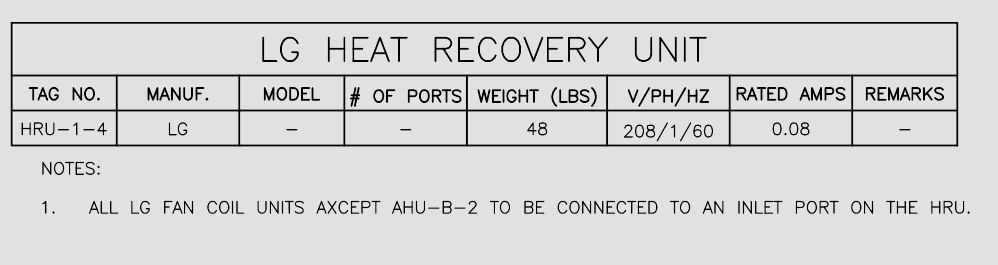 LG HEAT RECOVERY UNIT
TAG NO. MANUF. MODEL # OF PORTS WEIGHT (LBS) V/PH/HZ RATED AMPS REMARKS
HRU-1-4 LG - - 48 208/1/60 0.08 -
NOTES:
1. ALL LG FAN COIL UNITS AXCEPT AHU-B-2 TO BE CONNECTED TO AN INLET PORT ON THE HRU.